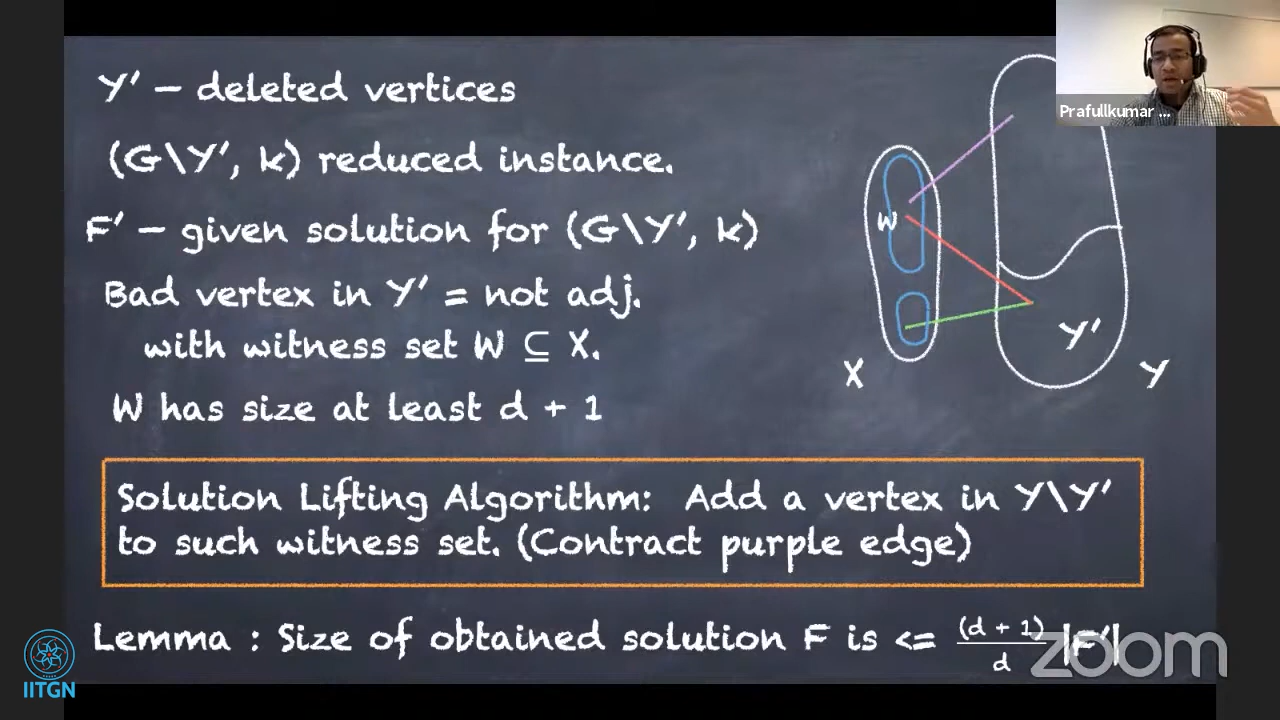 Y' — deleted vertices
(G\Y', k) reduced instance.
F' — given solution for (G\Y', k)
Bad vertex in Y' = not adj.
with witness set W ⊆ X.
W has size at least d + 1
Solution Lifting Algorithm: Add a vertex in Y\Y'
to such witness set. (Contract purple edge)
Lemma : Size of obtained solution F is <= (d + 1)/d |F'|
W
X
Y'
Y
Prafullkumar ...
IITGN
zoom